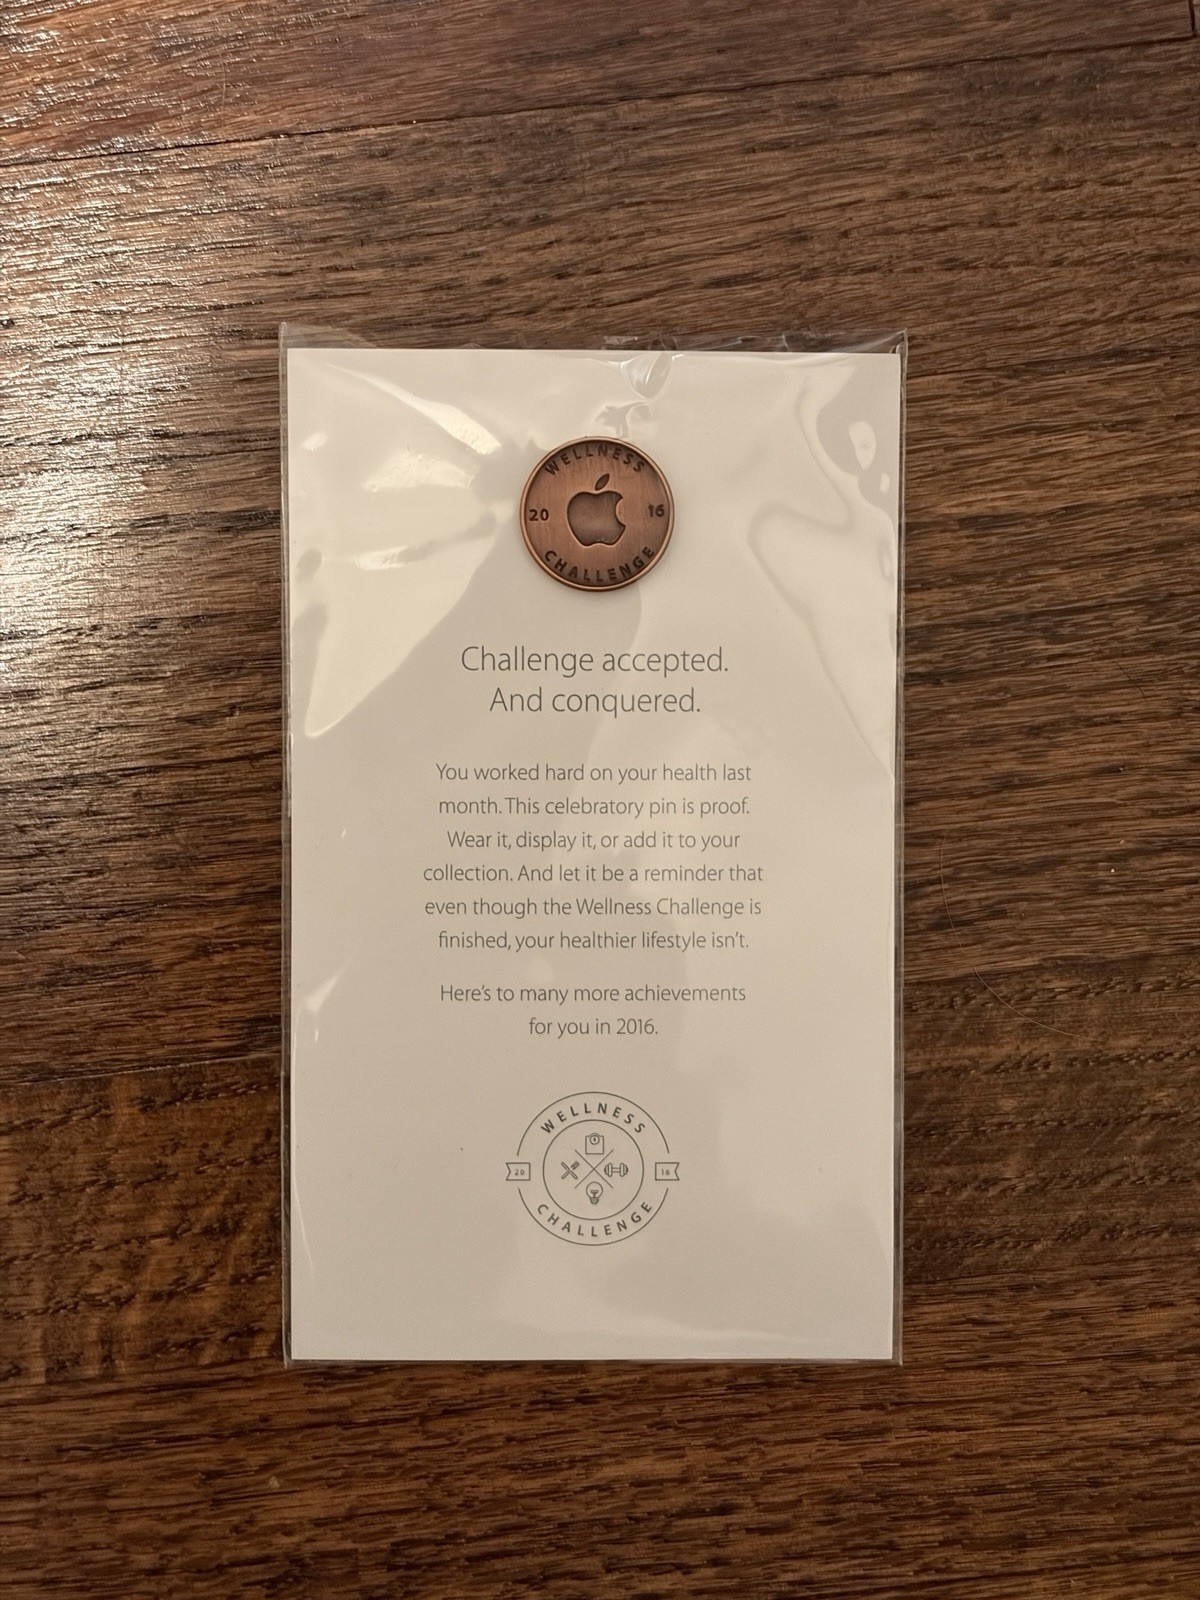 WELLNESS
20 16
CHALLENGE
Challenge accepted.
And conquered.
You worked hard on your health last
month. This celebratory pin is proof.
Wear it, display it, or add it to your
collection. And let it be a reminder that
even though the Wellness Challenge is
finished, your healthier lifestyle isn't.
Here's to many more achievements
for you in 2016.
WELLNESS
20 16
CHALLENGE